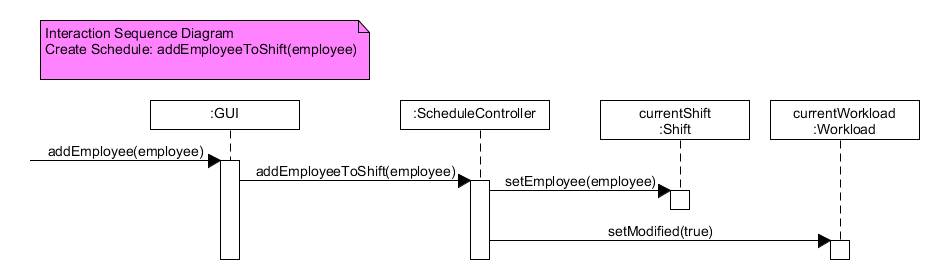 Interaction Sequence Diagram
Create Schedule: addEmployeeToShift(employee)
:GUI
:ScheduleController
currentShift
:Shift
currentWorkload
:Workload
addEmployee(employee)
addEmployeeToShift(employee)
setEmployee(employee)
setModified(true)